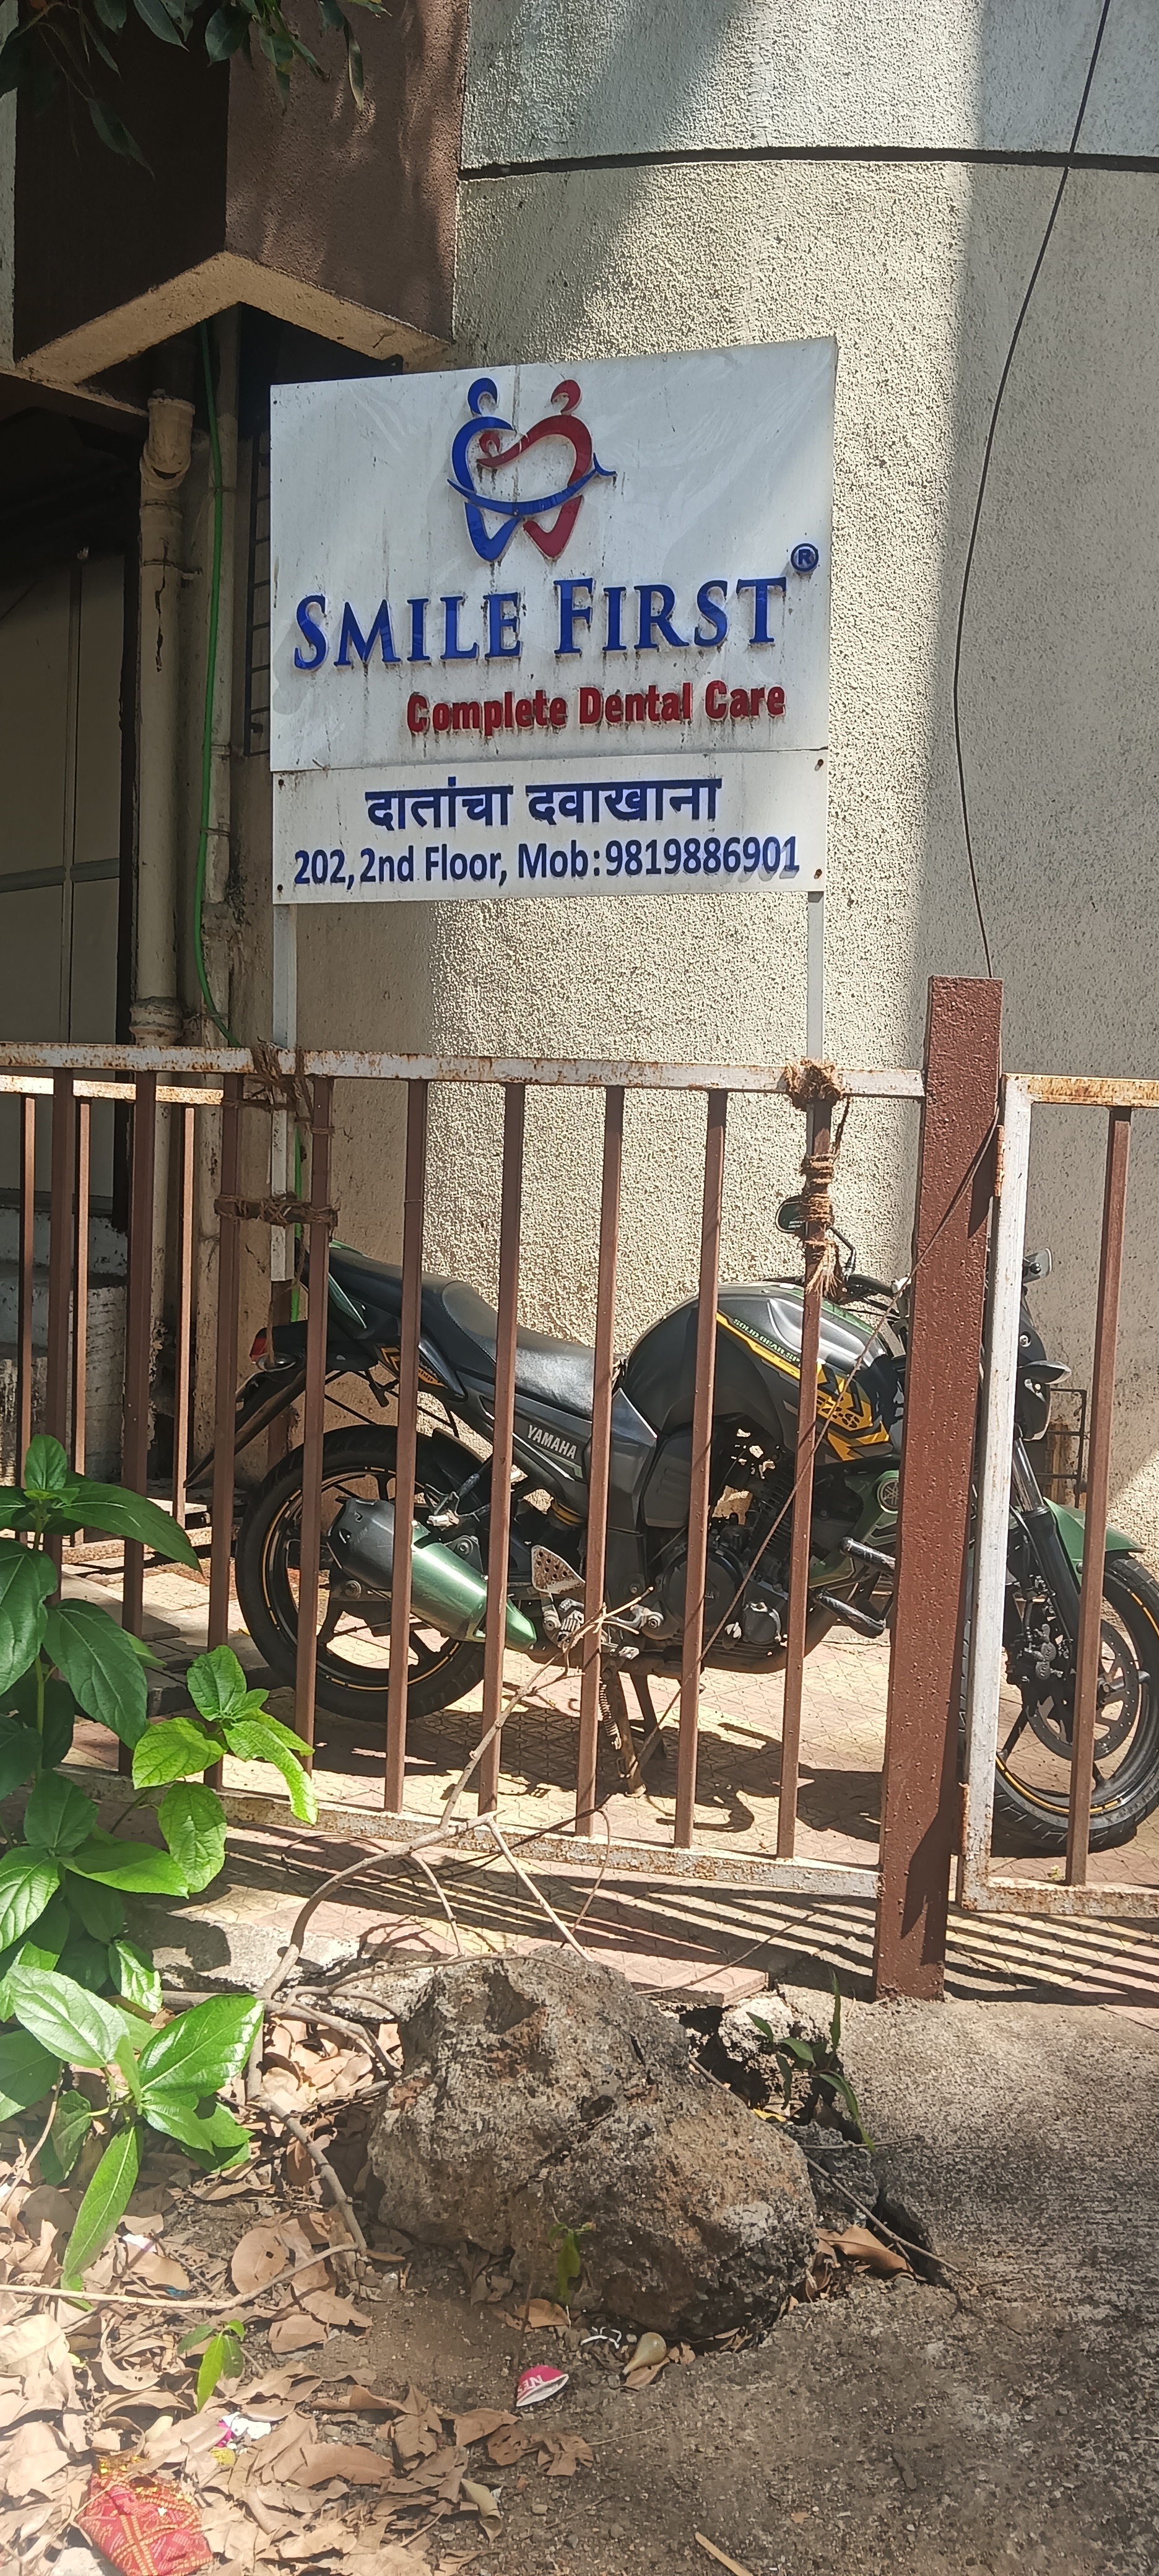 SMILE FIRST®
Complete Dental Care
दातांचा दवाखाना
202, 2nd Floor, Mob:9819886901
YAMAHA